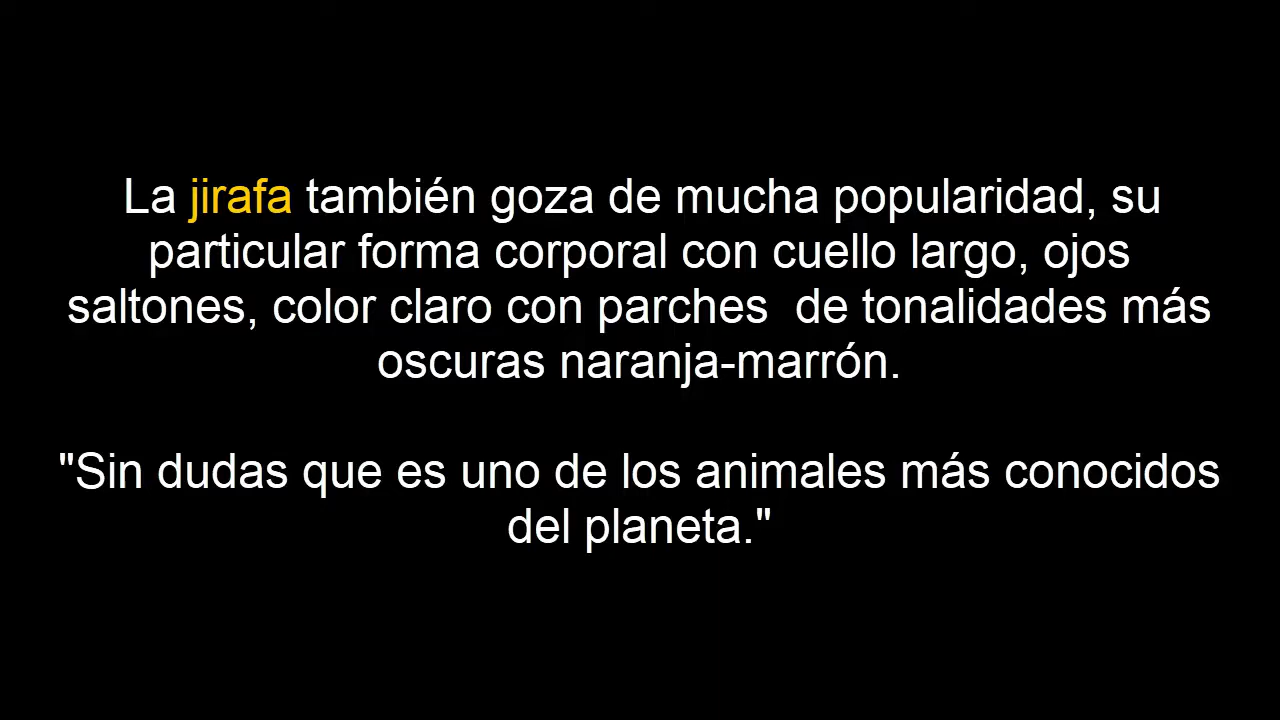 La jirafa también goza de mucha popularidad, su
particular forma corporal con cuello largo, ojos
saltones, color claro con parches  de tonalidades más
oscuras naranja-marrón.
"Sin dudas que es uno de los animales más conocidos
del planeta."